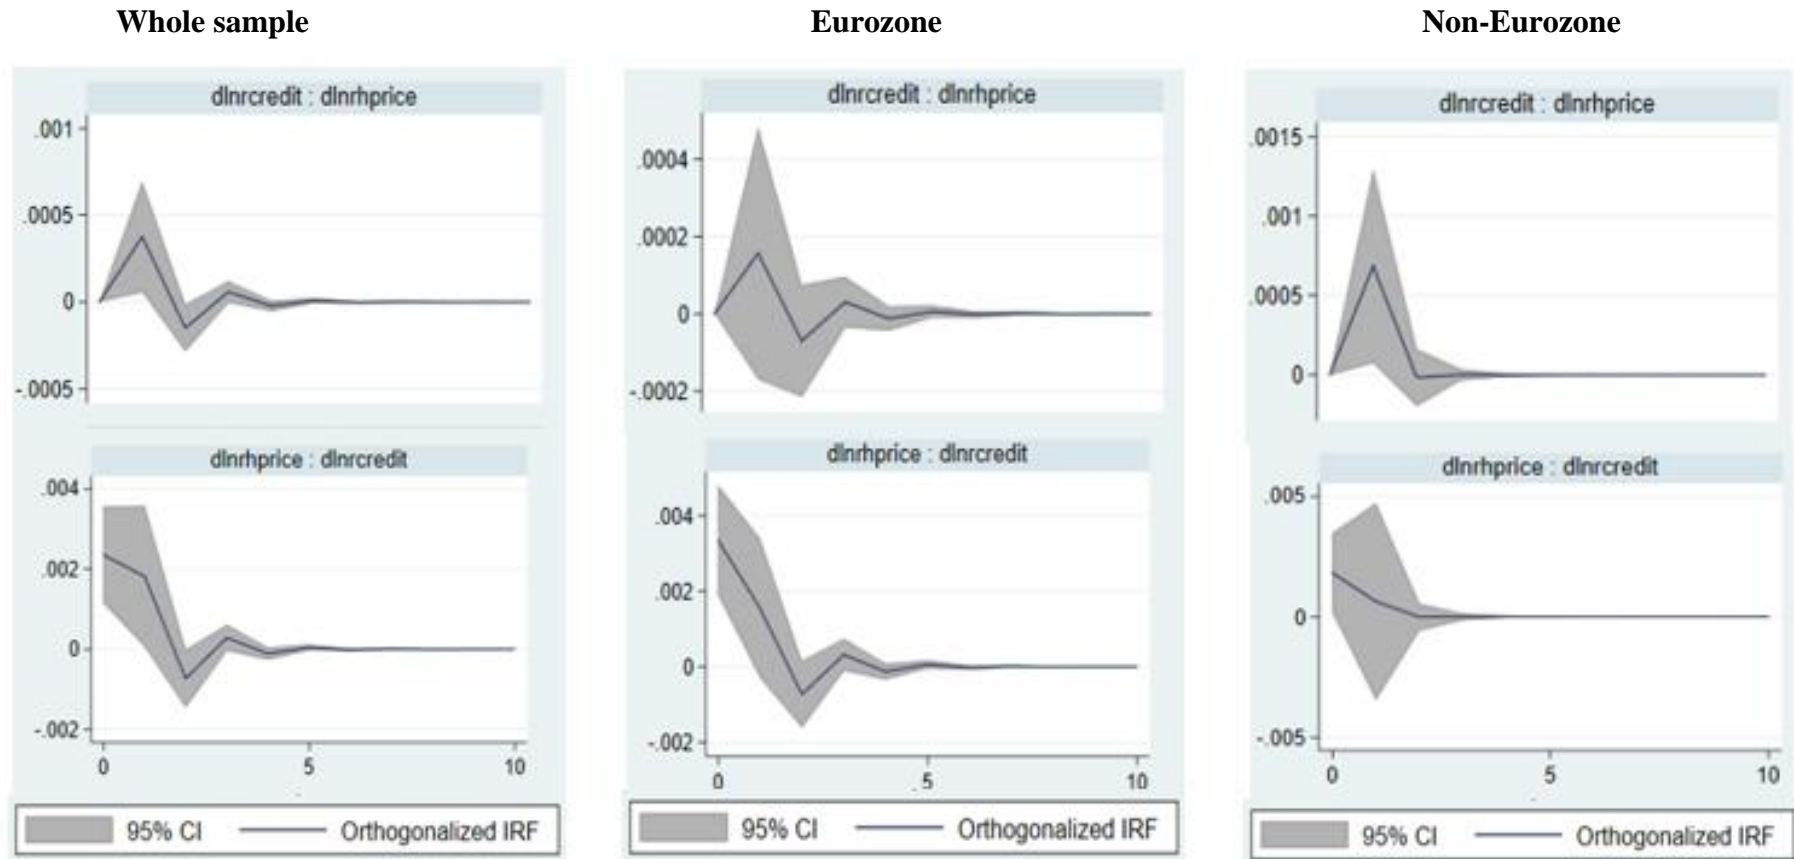 Whole sample
Eurozone
Non-Eurozone
dlnrcredit : dlnrhprice
.001
.0005
0
-.0005
dlnrhprice : dlnrcredit
.004
.002
0
-.002
0
5
10
95% CI
Orthogonalized IRF
dlnrcredit : dlnrhprice
.0004
.0002
0
-.0002
dlnrhprice : dlnrcredit
.004
.002
0
-.002
0
5
10
95% CI
Orthogonalized IRF
dlnrcredit : dlnrhprice
.0015
.001
.0005
0
dlnrhprice : dlnrcredit
.005
0
-.005
0
5
10
95% CI
Orthogonalized IRF